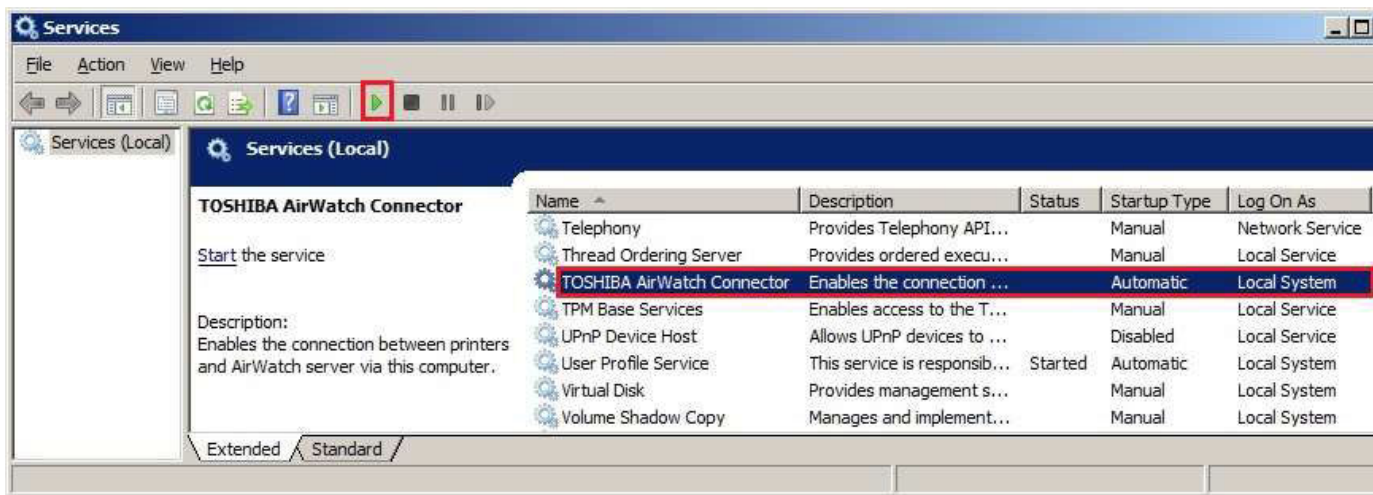 Services
File Action View Help
Services (Local)
Services (Local)
TOSHIBA AirWatch Connector
Start the service
Description:
Enables the connection between printers
and AirWatch server via this computer.
Name Description Status Startup Type Log On As
Telephony Provides Telephony API... Manual Network Service
Thread Ordering Server Provides ordered execu... Manual Local Service
TOSHIBA AirWatch Connector Enables the connection ... Automatic Local System
TPM Base Services Enables access to the T... Manual Local Service
UPnP Device Host Allows UPnP devices to ... Disabled Local Service
User Profile Service This service is responsib... Started Automatic Local System
Virtual Disk Provides management s... Manual Local System
Volume Shadow Copy Manages and implement... Manual Local System
Extended Standard